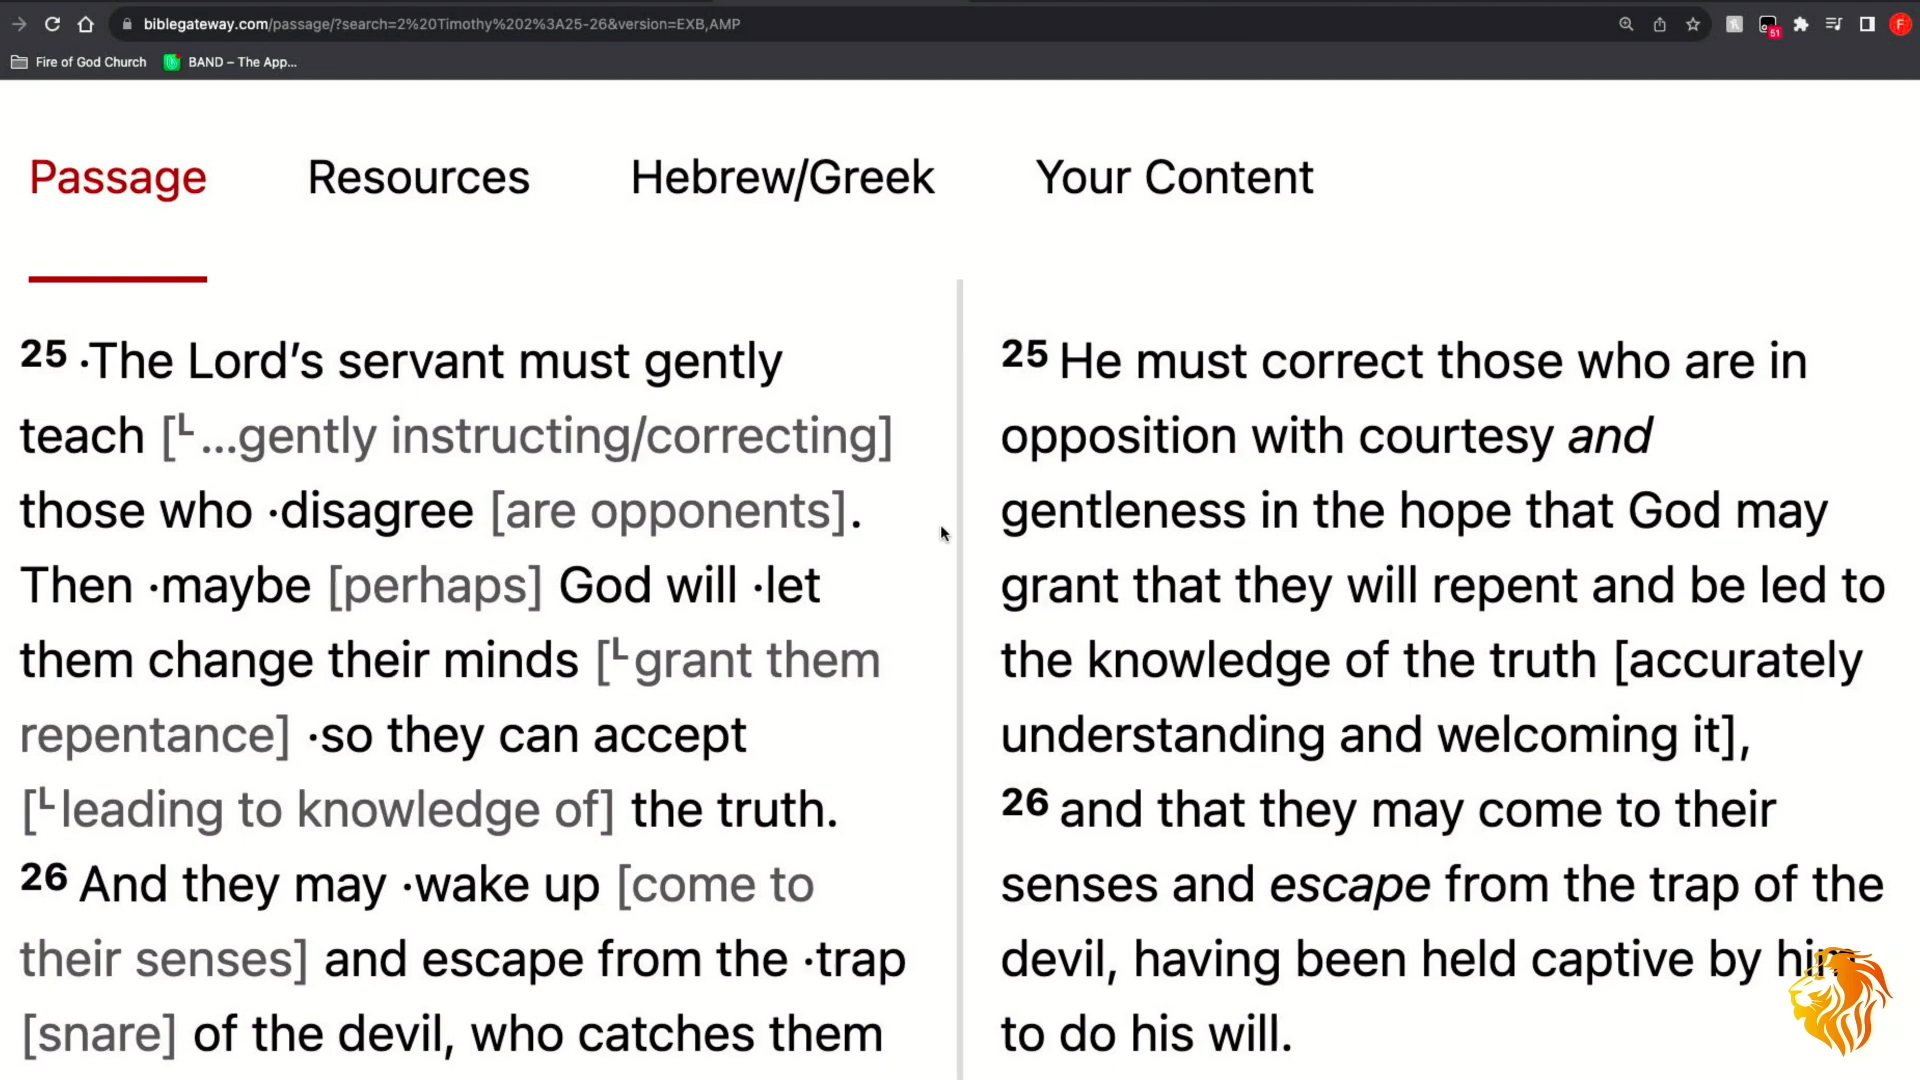 biblegateway.com/passage/?search=2%20Timothy%202%3A25-26&version=EXB,AMP
51
F
Fire of God Church
BAND – The App...
Passage
Resources
Hebrew/Greek
Your Content
25 ·The Lord’s servant must gently
teach [└ ...gently instructing/correcting]
those who ·disagree [are opponents].
Then ·maybe [perhaps] God will ·let
them change their minds [└ grant them
repentance] ·so they can accept
[└ leading to knowledge of] the truth.
26 And they may ·wake up [come to
their senses] and escape from the ·trap
[snare] of the devil, who catches them
25 He must correct those who are in
opposition with courtesy and
gentleness in the hope that God may
grant that they will repent and be led to
the knowledge of the truth [accurately
understanding and welcoming it],
26 and that they may come to their
senses and escape from the trap of the
devil, having been held captive by him
to do his will.